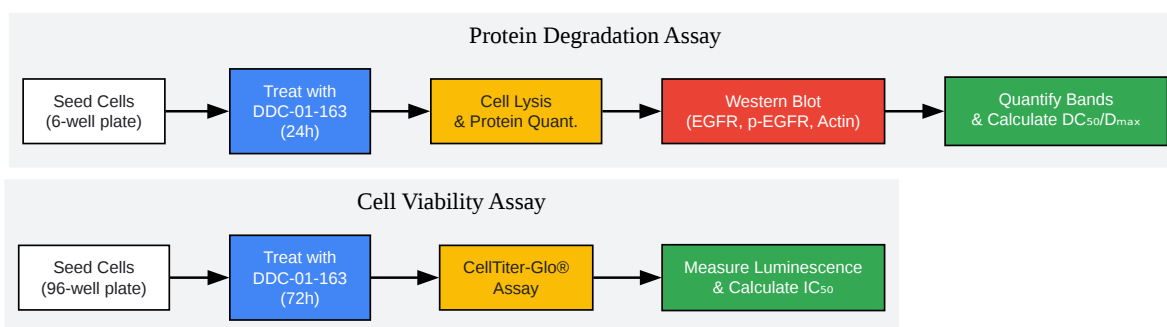 Protein Degradation Assay
Seed Cells
(6-well plate)
Treat with
DDC-01-163
(24h)
Cell Lysis
& Protein Quant.
Western Blot
(EGFR, p-EGFR, Actin)
Quantify Bands
& Calculate DC₅₀/Dₘₐₓ
Cell Viability Assay
Seed Cells
(96-well plate)
Treat with
DDC-01-163
(72h)
CellTiter-Glo®
Assay
Measure Luminescence
& Calculate IC₅₀